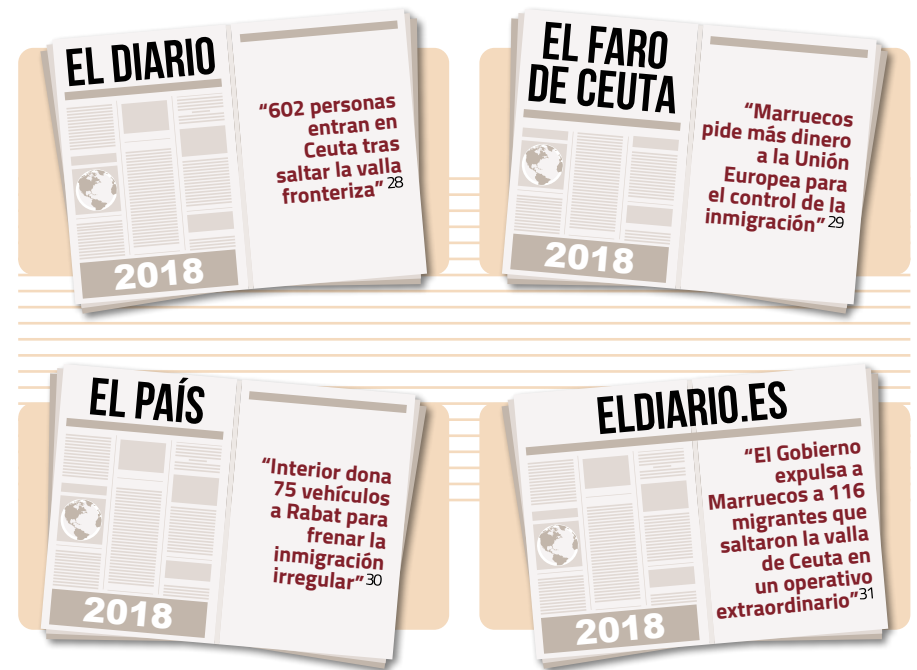 EL DIARIO
“602 personas
entran en
Ceuta tras
saltar la valla
fronteriza” 28
2018
EL FARO
DE CEUTA
“Marruecos
pide más dinero
a la Unión
Europea para
el control de la
inmigración” 29
2018
EL PAÍS
“Interior dona
75 vehículos
a Rabat para
frenar la
inmigración
irregular” 30
2018
ELDIARIO.ES
“El Gobierno
expulsa a
Marruecos a 116
migrantes que
saltaron la valla
de Ceuta en
un operativo
extraordinario” 31
2018